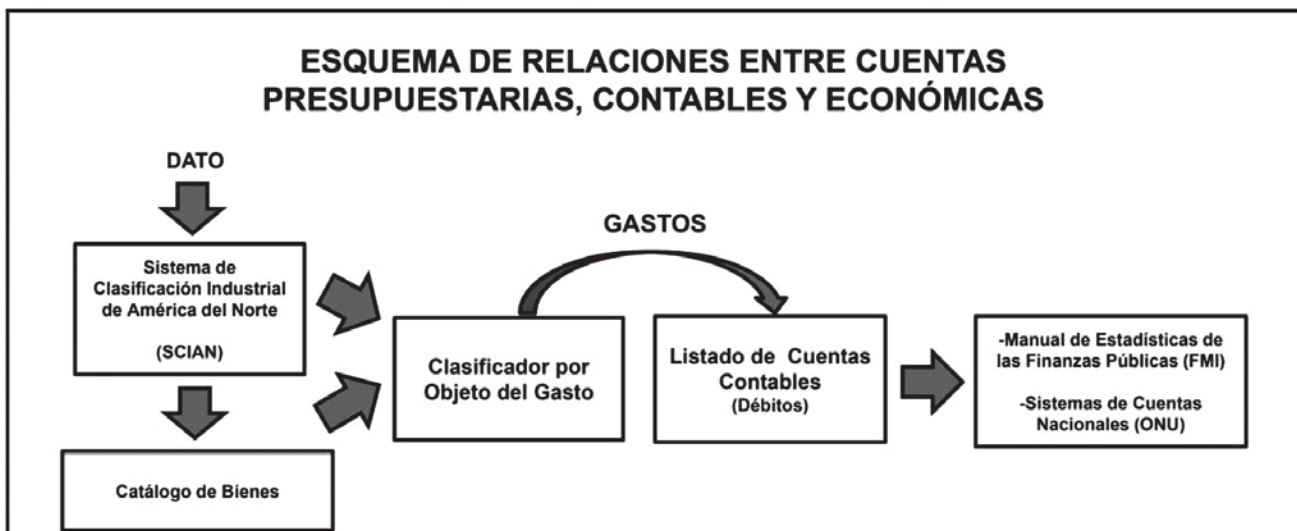 ESQUEMA DE RELACIONES ENTRE CUENTAS
PRESUPUESTARIAS, CONTABLES Y ECONÓMICAS
DATO
Sistema de
Clasificación Industrial
de América del Norte
(SCIAN)
Catálogo de Bienes
GASTOS
Clasificador por
Objeto del Gasto
Listado de Cuentas
Contables
(Débitos)
-Manual de Estadísticas de
las Finanzas Públicas (FMI)
-Sistemas de Cuentas
Nacionales (ONU)